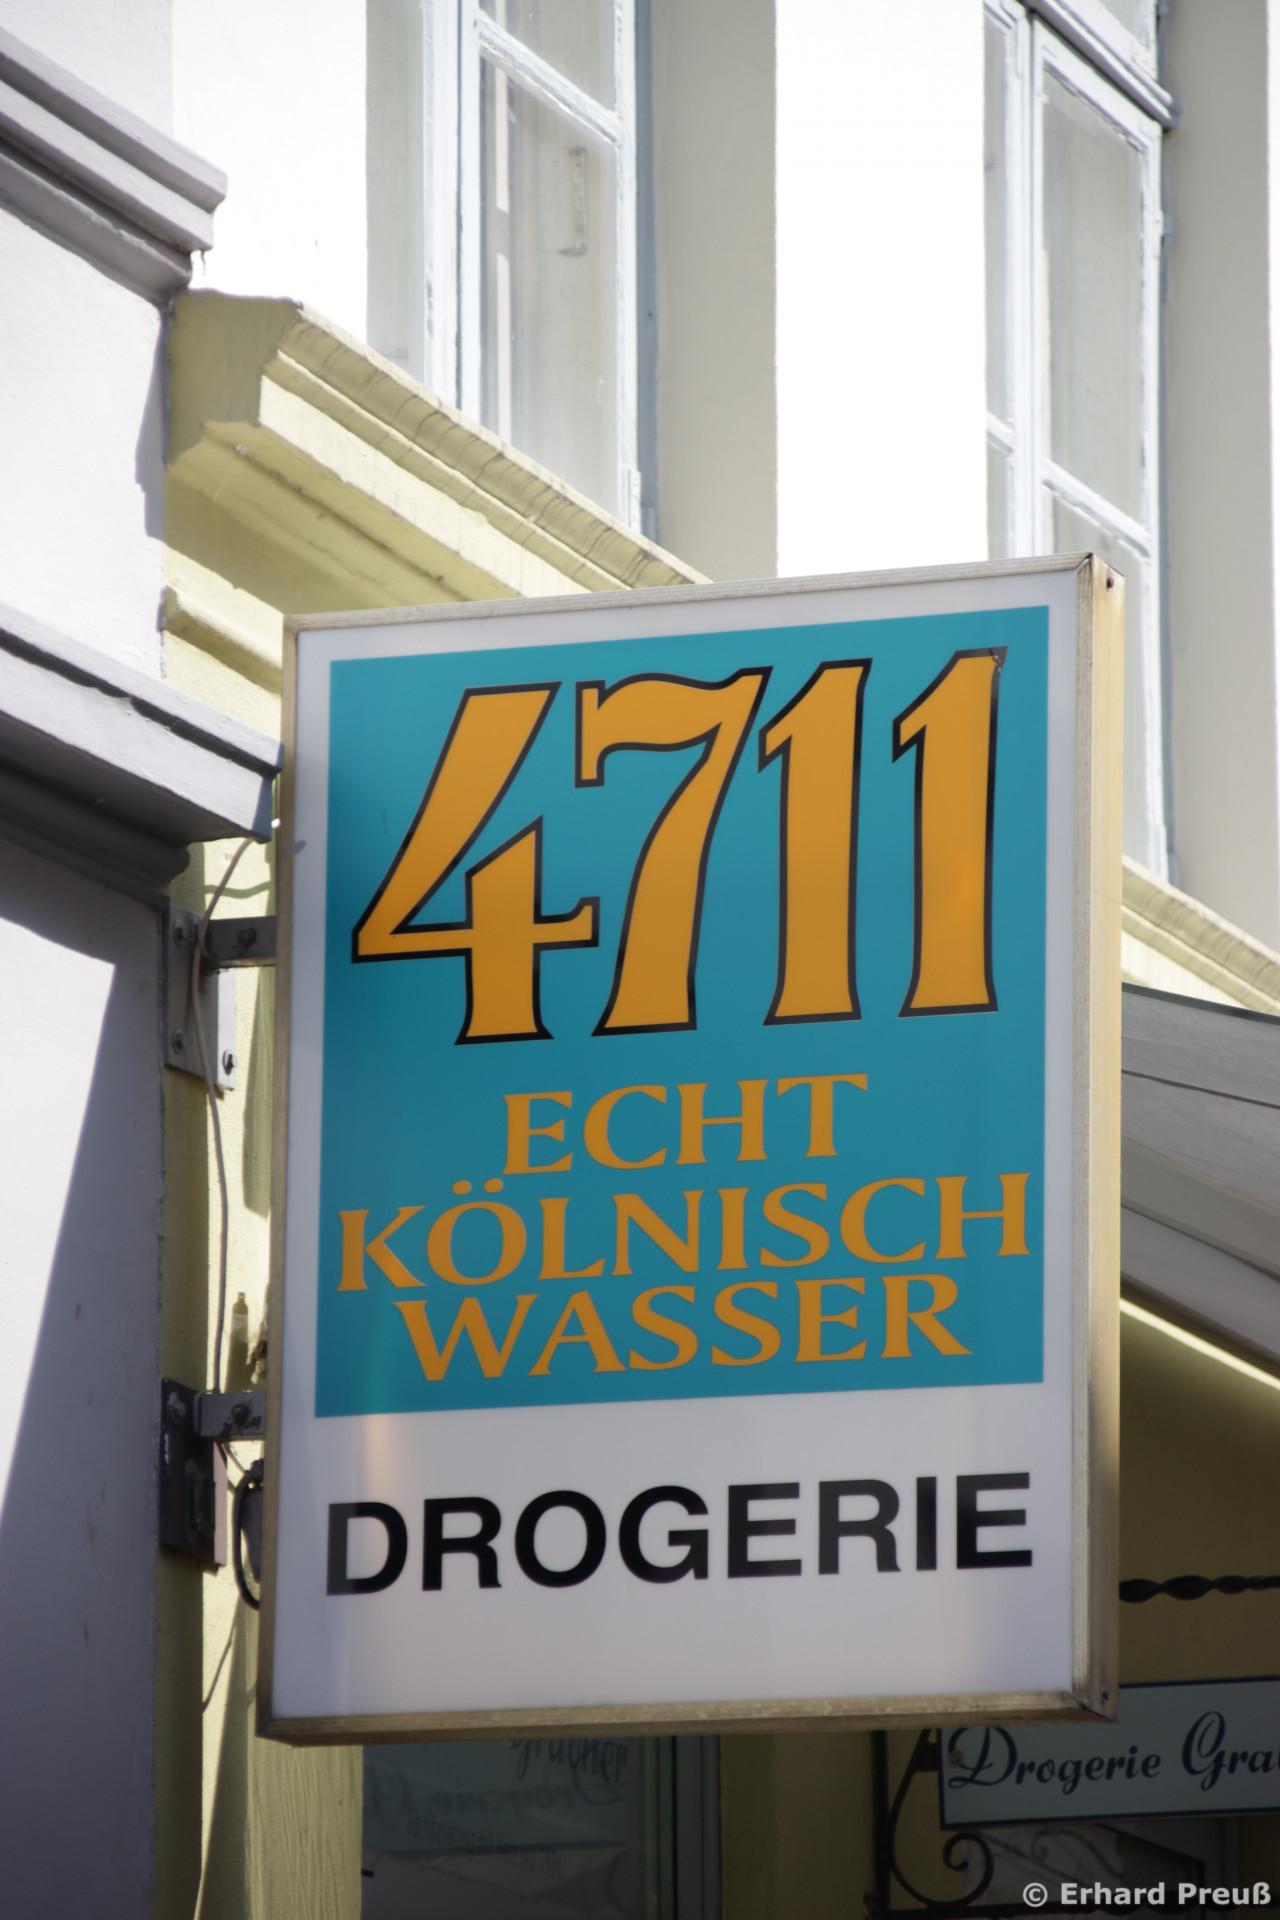 4711
ECHT
KÖLNISCH
WASSER
DROGERIE
Drogerie
© Erhard Preuß